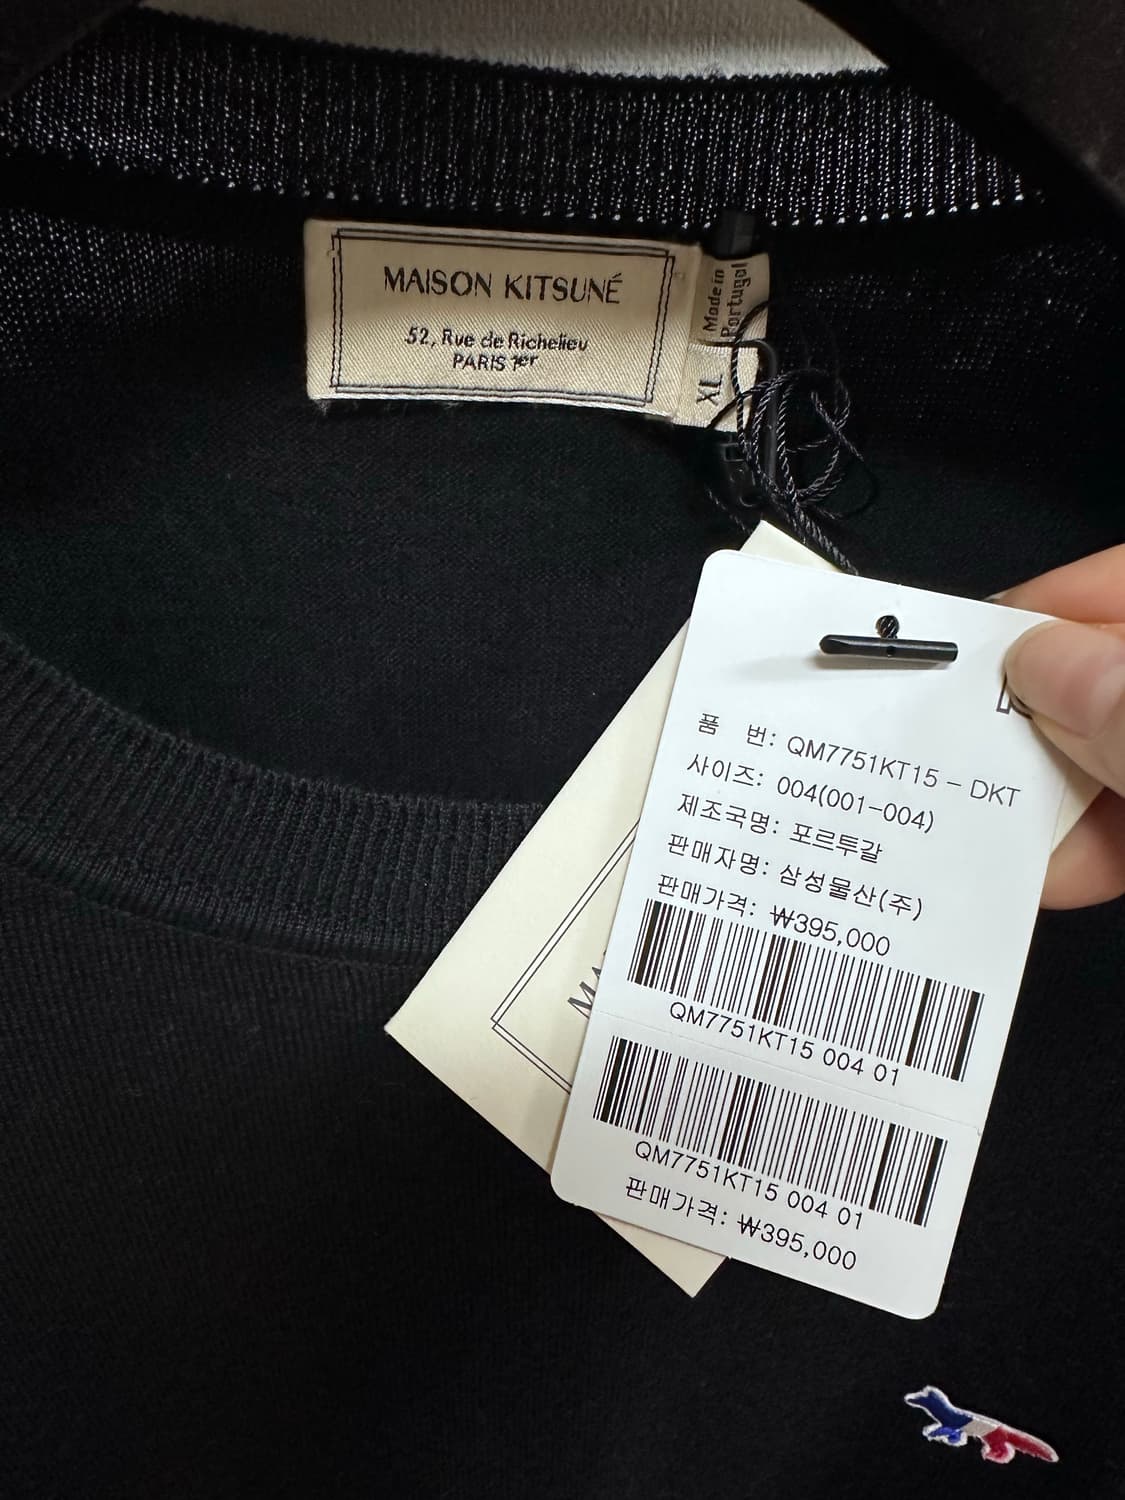 MAISON KITSUNÉ
52, Rue de Richelieu
PARIS 1er
Made in
Portugal
XL
품 번: QM7751KT15 - DKT
사이즈: 004(001-004)
제조국명: 포르투갈
판매자명: 삼성물산(주)
판매가격: ₩395,000
QM7751KT15 004 01
QM7751KT15 004 01
판매가격: ₩395,000